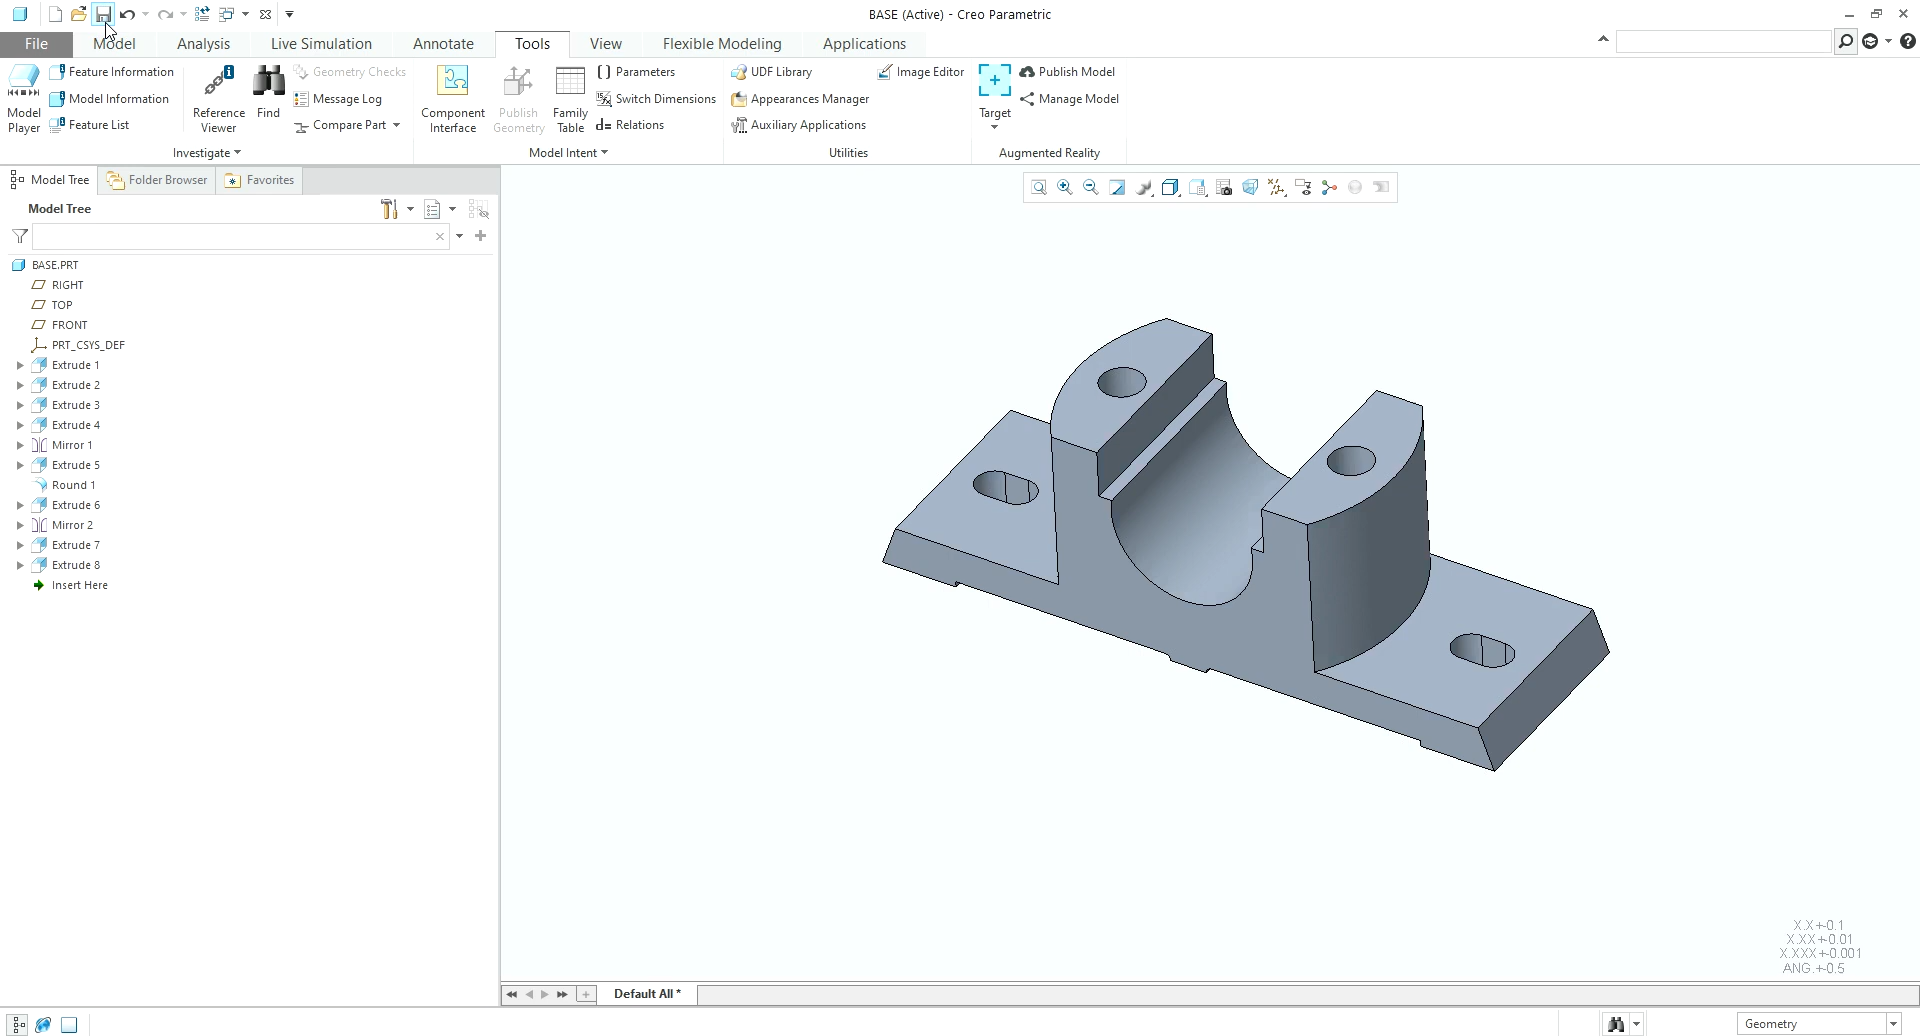 BASE (Active) - Creo Parametric
File Model Analysis Live Simulation Annotate Tools View Flexible Modeling Applications
Model Player
Feature Information
Model Information
Feature List
Reference Viewer
Find
Geometry Checks
Message Log
Compare Part
Investigate
Component Interface
Publish Geometry
Family Table
Parameters
Switch Dimensions
d= Relations
Model Intent
UDF Library
Appearances Manager
Auxiliary Applications
Image Editor
Utilities
Target
Publish Model
Manage Model
Augmented Reality
Model Tree Folder Browser Favorites
Model Tree
BASE.PRT
RIGHT
TOP
FRONT
PRT_CSYS_DEF
Extrude 1
Extrude 2
Extrude 3
Extrude 4
Mirror 1
Extrude 5
Round 1
Extrude 6
Mirror 2
Extrude 7
Extrude 8
Insert Here
X.X+-0.1
X.XX+-0.01
X.XXX+-0.001
ANG.+-0.5
Default All *
Geometry